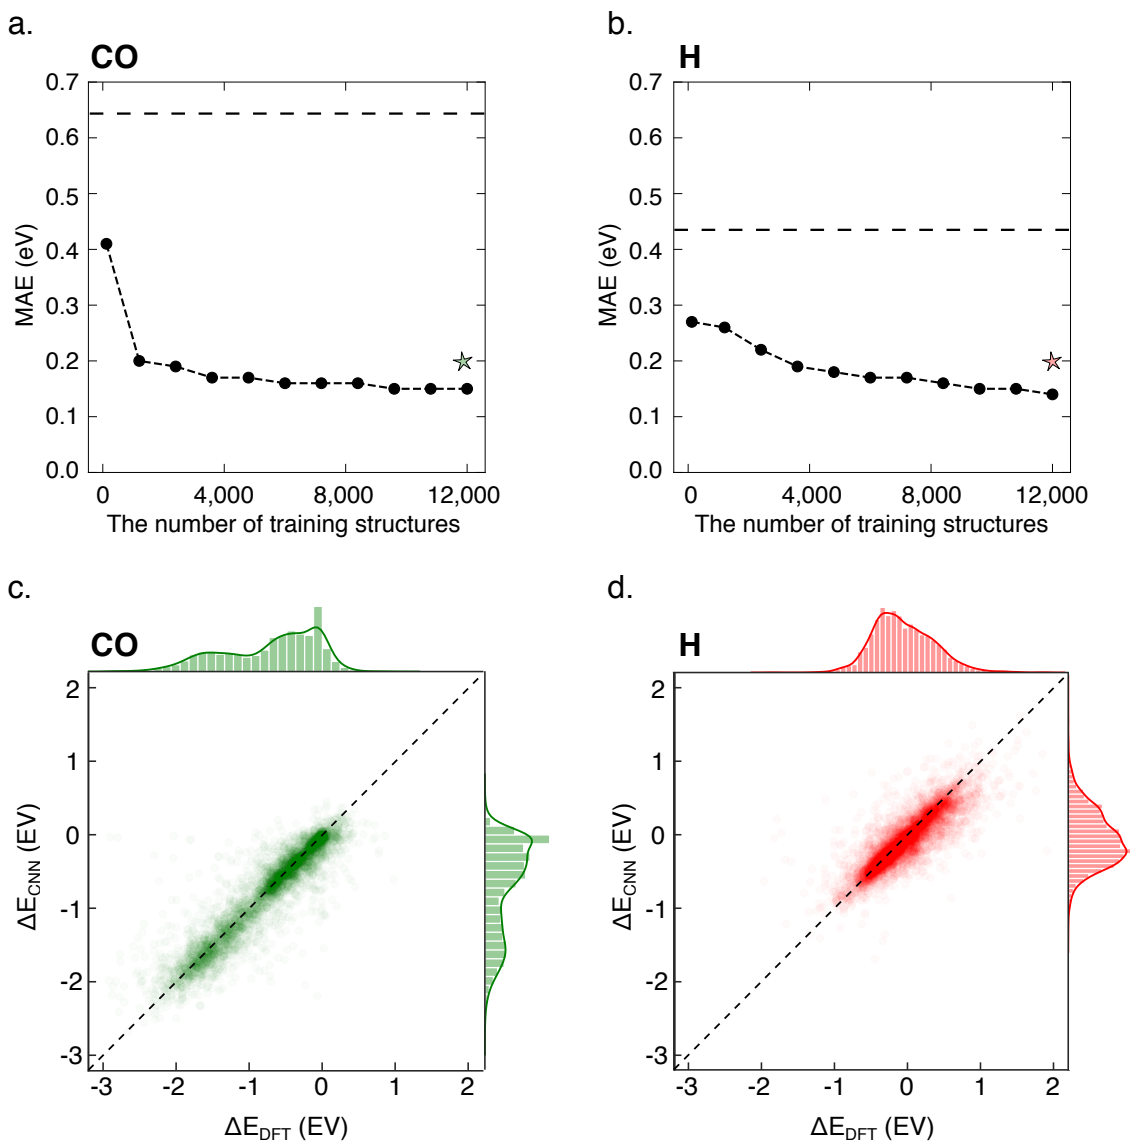 a.
CO
0.7
0.6
0.5
0.4
0.3
0.2
0.1
0.0
MAE (eV)
0 4,000 8,000 12,000
The number of training structures
b.
H
0.7
0.6
0.5
0.4
0.3
0.2
0.1
0.0
MAE (eV)
0 4,000 8,000 12,000
The number of training structures
c.
CO
2
1
0
-1
-2
-3
ΔE_CNN (EV)
-3 -2 -1 0 1 2
ΔE_DFT (EV)
d.
H
2
1
0
-1
-2
-3
ΔE_CNN (EV)
-3 -2 -1 0 1 2
ΔE_DFT (EV)